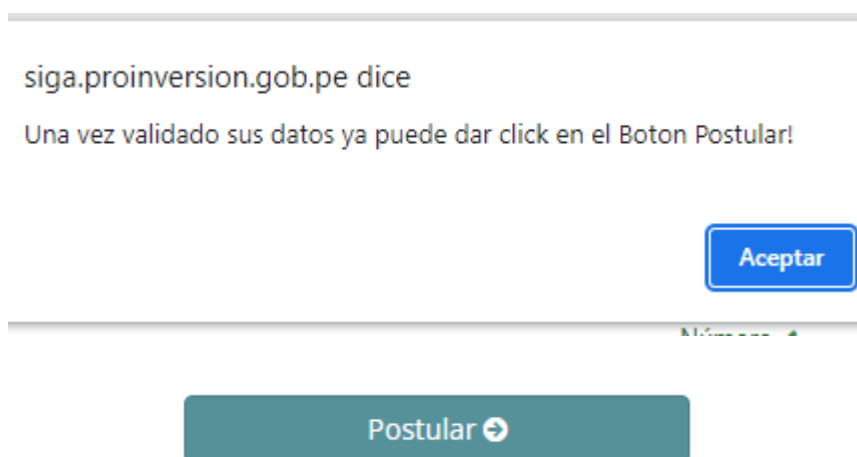 siga.proinversion.gob.pe dice
Una vez validado sus datos ya puede dar click en el Boton Postular!
Aceptar
Postular